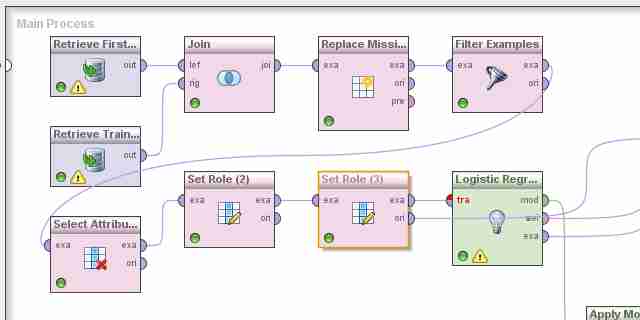 Main Process
Retrieve First...
out
Join
lef
rig
joi
Replace Missi...
exa
exa
ori
pre
Filter Examples
exa
exa
ori
Retrieve Train...
out
Select Attribu...
exa
exa
ori
Set Role (2)
exa
exa
ori
Set Role (3)
exa
exa
ori
Logistic Regr...
tra
mod
wei
exa
Apply Mo